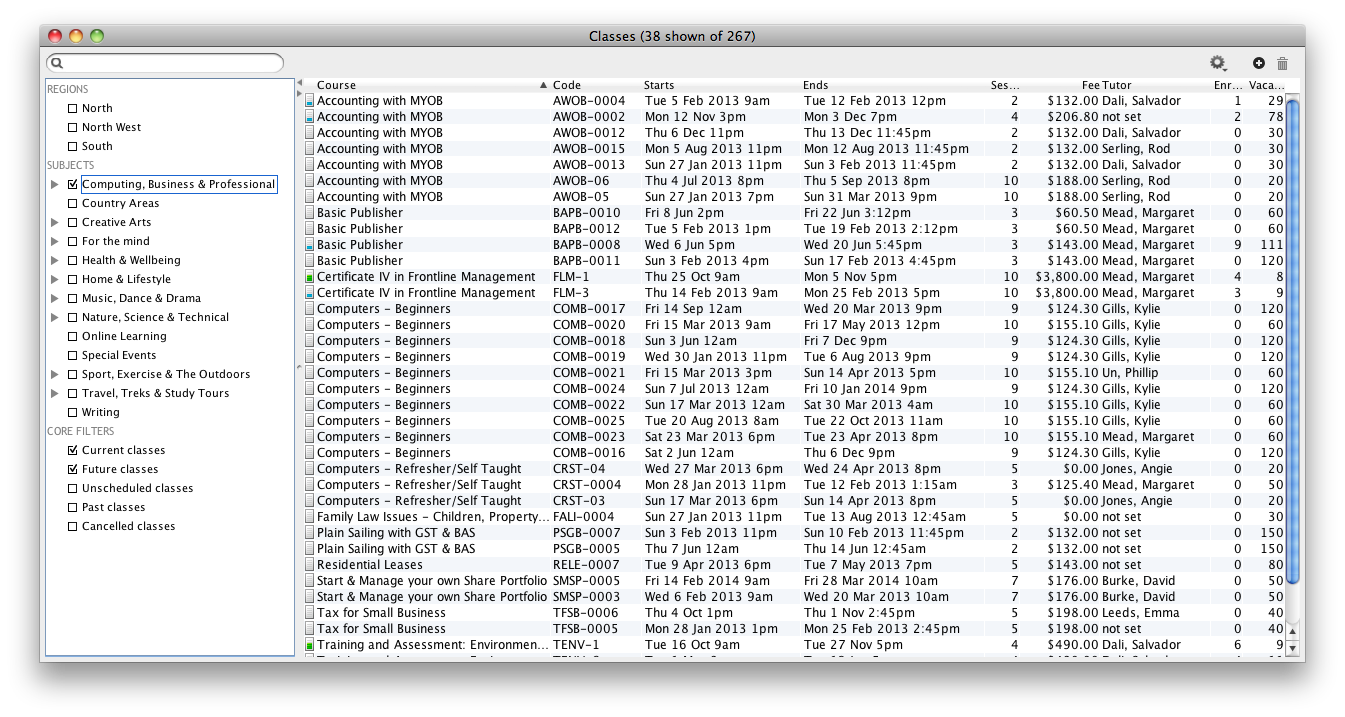 Classes (38 shown of 267)
REGIONS
North
North West
South
SUBJECTS
Computing, Business & Professional
Country Areas
Creative Arts
For the mind
Health & Wellbeing
Home & Lifestyle
Music, Dance & Drama
Nature, Science & Technical
Online Learning
Special Events
Sport, Exercise & The Outdoors
Travel, Treks & Study Tours
Writing
CORE FILTERS
Current classes
Future classes
Unscheduled classes
Past classes
Cancelled classes
Course Code Starts Ends Ses... Fee Tutor Enr... Vaca...
Accounting with MYOB AWOB-0004 Tue 5 Feb 2013 9am Tue 12 Feb 2013 12pm 2 $132.00 Dali, Salvador 1 29
Accounting with MYOB AWOB-0002 Mon 12 Nov 3pm Mon 3 Dec 7pm 4 $206.80 not set 2 78
Accounting with MYOB AWOB-0012 Thu 6 Dec 11pm Thu 13 Dec 11:45pm 2 $132.00 Dali, Salvador 0 30
Accounting with MYOB AWOB-0015 Mon 5 Aug 2013 11pm Mon 12 Aug 2013 11:45pm 2 $132.00 Serling, Rod 0 30
Accounting with MYOB AWOB-0013 Sun 27 Jan 2013 11pm Sun 3 Feb 2013 11:45pm 2 $132.00 Dali, Salvador 0 30
Accounting with MYOB AWOB-06 Thu 4 Jul 2013 8pm Thu 5 Sep 2013 8pm 10 $188.00 Serling, Rod 0 20
Accounting with MYOB AWOB-05 Sun 27 Jan 2013 7pm Sun 31 Mar 2013 9pm 10 $188.00 Serling, Rod 0 20
Basic Publisher BAPB-0010 Fri 8 Jun 2pm Fri 22 Jun 3:12pm 3 $60.50 Mead, Margaret 0 60
Basic Publisher BAPB-0012 Tue 5 Feb 2013 1pm Tue 19 Feb 2013 2:12pm 3 $60.50 Mead, Margaret 0 60
Basic Publisher BAPB-0008 Wed 6 Jun 5pm Wed 20 Jun 5:45pm 3 $143.00 Mead, Margaret 9 111
Basic Publisher BAPB-0011 Sun 3 Feb 2013 4pm Sun 17 Feb 2013 4:45pm 3 $143.00 Mead, Margaret 0 120
Certificate IV in Frontline Management FLM-1 Thu 25 Oct 9am Mon 5 Nov 5pm 10 $3,800.00 Mead, Margaret 4 8
Certificate IV in Frontline Management FLM-3 Thu 14 Feb 2013 9am Mon 25 Feb 2013 5pm 10 $3,800.00 Mead, Margaret 3 9
Computers - Beginners COMB-0017 Fri 14 Sep 12am Wed 20 Mar 2013 9pm 9 $124.30 Gills, Kylie 0 120
Computers - Beginners COMB-0020 Fri 15 Mar 2013 9am Fri 17 May 2013 12pm 10 $155.10 Gills, Kylie 0 60
Computers - Beginners COMB-0018 Sun 3 Jun 12am Fri 7 Dec 9pm 9 $124.30 Gills, Kylie 0 120
Computers - Beginners COMB-0019 Wed 30 Jan 2013 11pm Tue 6 Aug 2013 9pm 9 $124.30 Gills, Kylie 0 120
Computers - Beginners COMB-0021 Fri 15 Mar 2013 3pm Sun 14 Apr 2013 5pm 10 $155.10 Un, Phillip 0 60
Computers - Beginners COMB-0024 Sun 7 Jul 2013 12am Fri 10 Jan 2014 9pm 9 $124.30 Gills, Kylie 0 120
Computers - Beginners COMB-0022 Sun 17 Mar 2013 12am Sat 30 Mar 2013 4am 10 $155.10 Gills, Kylie 0 60
Computers - Beginners COMB-0025 Tue 20 Aug 2013 8am Tue 22 Oct 2013 11am 10 $155.10 Gills, Kylie 0 60
Computers - Beginners COMB-0023 Sat 23 Mar 2013 6pm Tue 23 Apr 2013 8pm 10 $155.10 Mead, Margaret 0 60
Computers - Beginners COMB-0016 Sat 2 Jun 12am Thu 6 Dec 9pm 9 $124.30 Gills, Kylie 0 120
Computers - Refresher/Self Taught CRST-04 Wed 27 Mar 2013 6pm Wed 24 Apr 2013 8pm 5 $0.00 Jones, Angie 0 20
Computers - Refresher/Self Taught CRST-0004 Mon 28 Jan 2013 11pm Tue 12 Feb 2013 1:15am 3 $125.40 Mead, Margaret 0 50
Computers - Refresher/Self Taught CRST-03 Sun 17 Mar 2013 6pm Sun 14 Apr 2013 8pm 5 $0.00 Jones, Angie 0 20
Family Law Issues - Children, Property... FALI-0004 Sun 27 Jan 2013 11pm Tue 13 Aug 2013 12:45am 5 $0.00 not set 0 30
Plain Sailing with GST & BAS PSGB-0007 Sun 3 Feb 2013 11pm Sun 10 Feb 2013 11:45pm 2 $132.00 not set 0 150
Plain Sailing with GST & BAS PSGB-0005 Thu 7 Jun 12am Thu 14 Jun 12:45am 2 $132.00 not set 0 150
Residential Leases RELE-0007 Tue 9 Apr 2013 6pm Tue 7 May 2013 7pm 5 $143.00 not set 0 80
Start & Manage your own Share Portfolio SMSP-0005 Fri 14 Feb 2014 9am Fri 28 Mar 2014 10am 7 $176.00 Burke, David 0 50
Start & Manage your own Share Portfolio SMSP-0003 Wed 6 Feb 2013 9am Wed 20 Mar 2013 10am 7 $176.00 Burke, David 0 50
Tax for Small Business TFSB-0006 Thu 4 Oct 1pm Thu 1 Nov 2:45pm 5 $198.00 Leeds, Emma 0 40
Tax for Small Business TFSB-0005 Mon 28 Jan 2013 1pm Mon 25 Feb 2013 2:45pm 5 $198.00 not set 0 40
Training and Assessment: Environmen... TENV-1 Tue 16 Oct 9am Tue 27 Nov 5pm 4 $490.00 Dali, Salvador 6 9